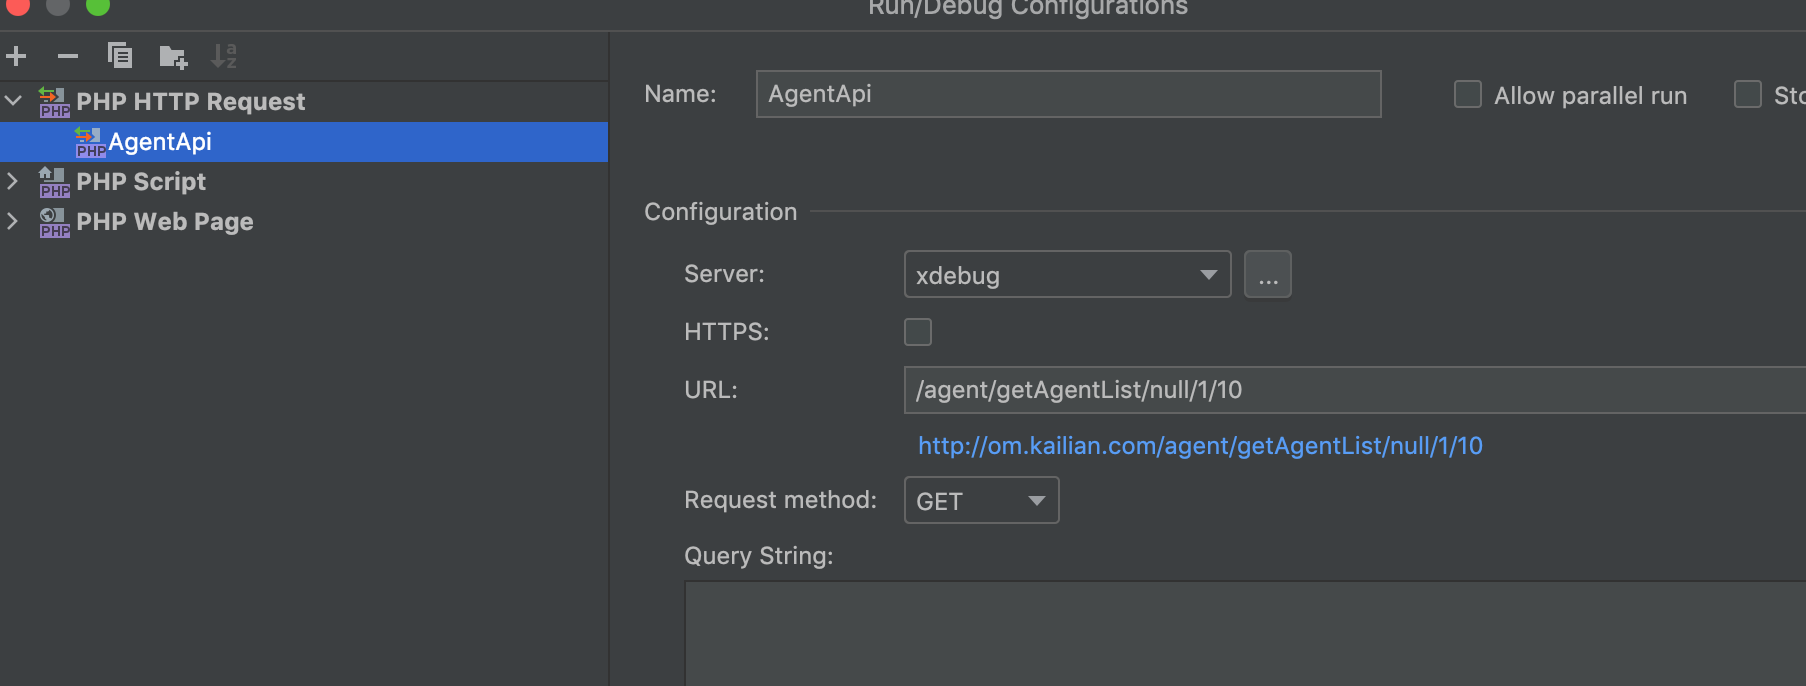 Run/Debug Configurations
PHP HTTP Request
PHP AgentApi
PHP Script
PHP Web Page
Name: AgentApi
Allow parallel run
Configuration
Server: xdebug ...
HTTPS:
URL: /agent/getAgentList/null/1/10
http://om.kailian.com/agent/getAgentList/null/1/10
Request method: GET
Query String: